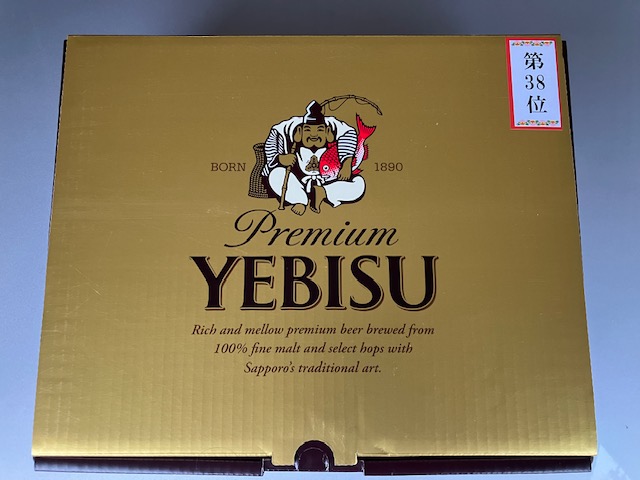 第
38
位
BORN 1890
Premium
YEBISU
Rich and mellow premium beer brewed from
100% fine malt and select hops with
Sapporo's traditional art.